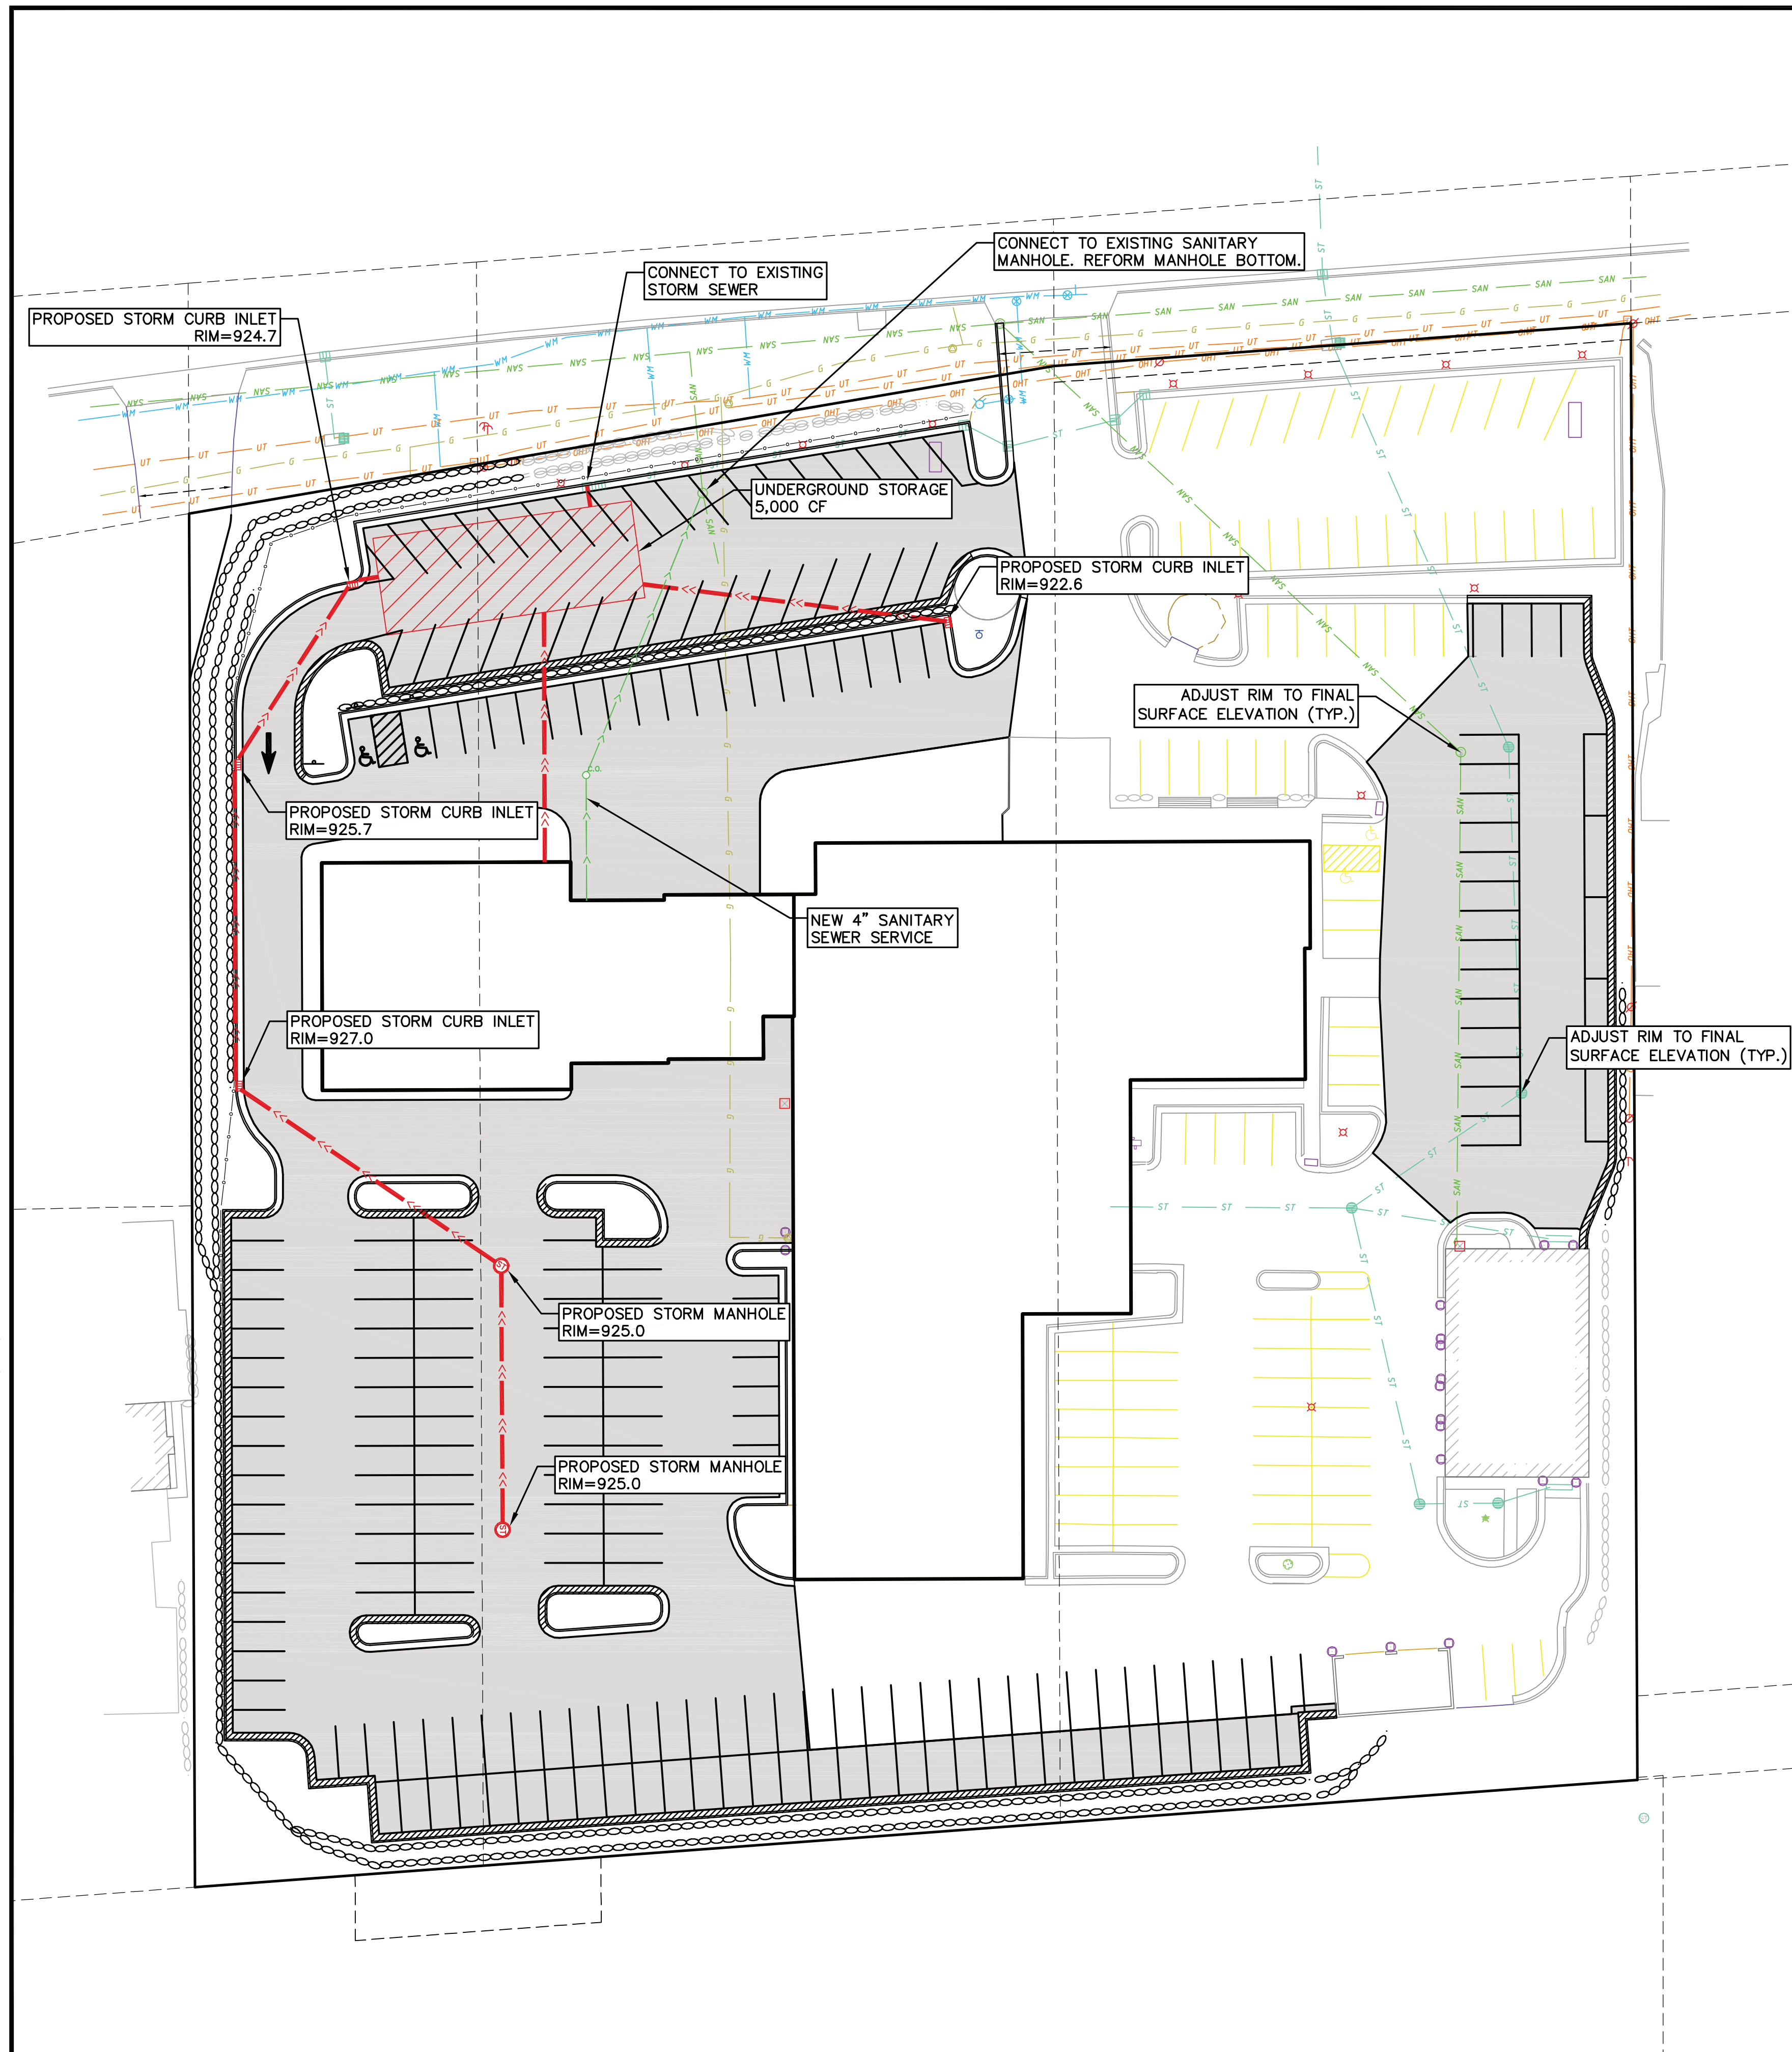 CONNECT TO EXISTING SANITARY
MANHOLE. REFORM MANHOLE BOTTOM.
CONNECT TO EXISTING
STORM SEWER
PROPOSED STORM CURB INLET
RIM=924.7
UNDERGROUND STORAGE
5,000 CF
PROPOSED STORM CURB INLET
RIM=922.6
ADJUST RIM TO FINAL
SURFACE ELEVATION (TYP.)
C.O.
PROPOSED STORM CURB INLET
RIM=925.7
NEW 4" SANITARY
SEWER SERVICE
PROPOSED STORM CURB INLET
RIM=927.0
ADJUST RIM TO FINAL
SURFACE ELEVATION (TYP.)
PROPOSED STORM MANHOLE
RIM=925.0
PROPOSED STORM MANHOLE
RIM=925.0